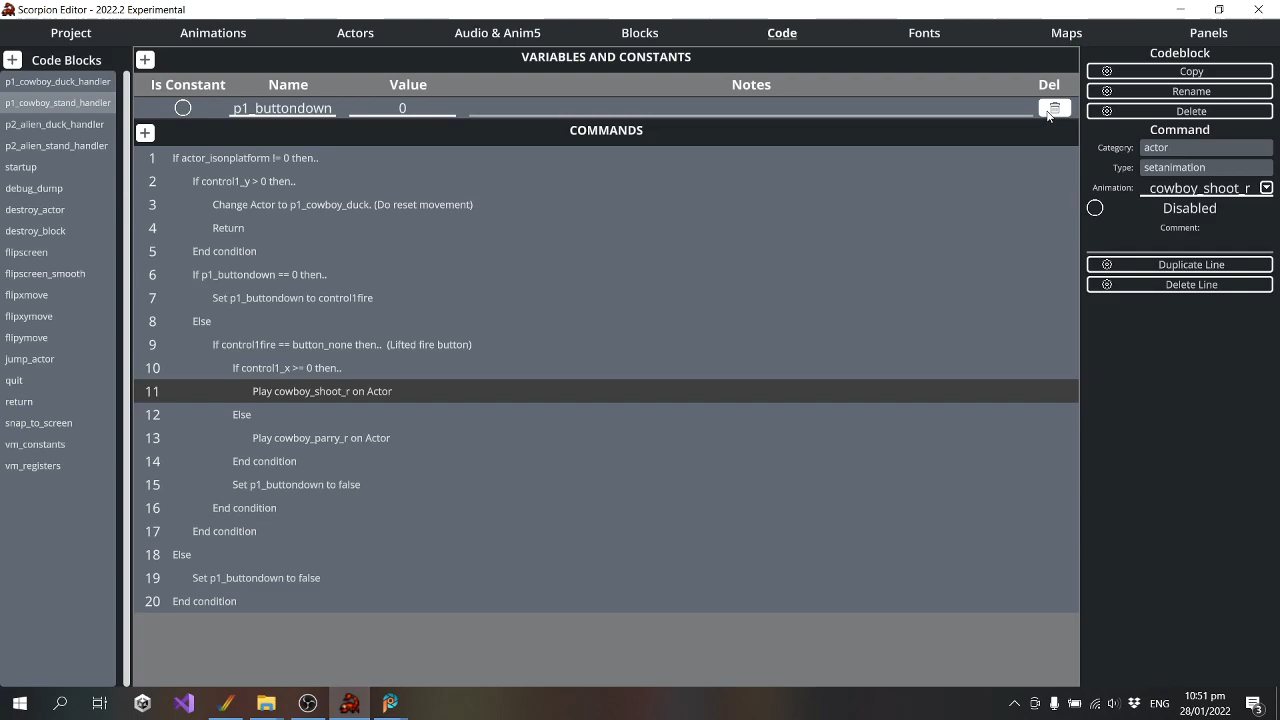 Scorpion Editor - 2022.2 Experimental
Project Animations Actors Audio & Anim5 Blocks Code Fonts Maps Panels
Code Blocks
p1_cowboy_duck_handler
p1_cowboy_stand_handler
p2_alien_duck_handler
p2_alien_stand_handler
startup
debug_dump
destroy_actor
destroy_block
flipscreen
flipscreen_smooth
flipxmove
flipxymove
flipymove
jump_actor
quit
return
snap_to_screen
vm_constants
vm_registers
VARIABLES AND CONSTANTS
Is Constant Name Value Notes Del
p1_buttondown 0
COMMANDS
1 If actor_isonplatform != 0 then..
2 If control1_y > 0 then..
3 Change Actor to p1_cowboy_duck. (Do reset movement)
4 Return
5 End condition
6 If p1_buttondown == 0 then..
7 Set p1_buttondown to control1fire
8 Else
9 If control1fire == button_none then.. (Lifted fire button)
10 If control1_x >= 0 then..
11 Play cowboy_shoot_r on Actor
12 Else
13 Play cowboy_parry_r on Actor
14 End condition
15 Set p1_buttondown to false
16 End condition
17 End condition
18 Else
19 Set p1_buttondown to false
20 End condition
Codeblock
Copy
Rename
Delete
Command
Category: actor
Type: setanimation
Animation: cowboy_shoot_r
Disabled
Comment:
Duplicate Line
Delete Line
ENG
10:51 pm
28/01/2022
3